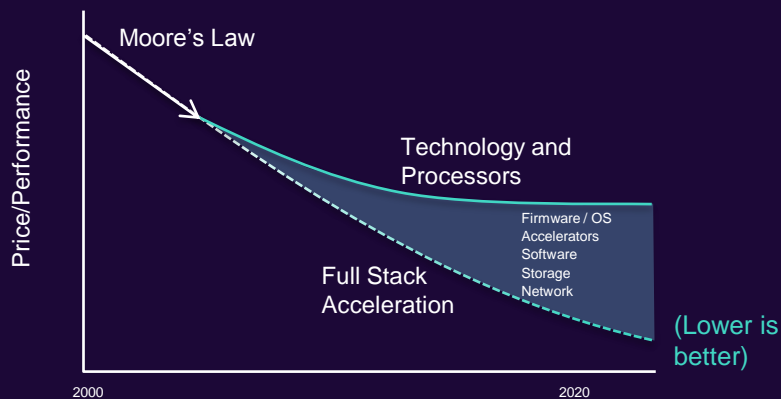 Moore's Law
Price/Performance
Technology and
Processors
Firmware / OS
Accelerators
Software
Storage
Network
Full Stack
Acceleration
(Lower is
better)
2000
2020